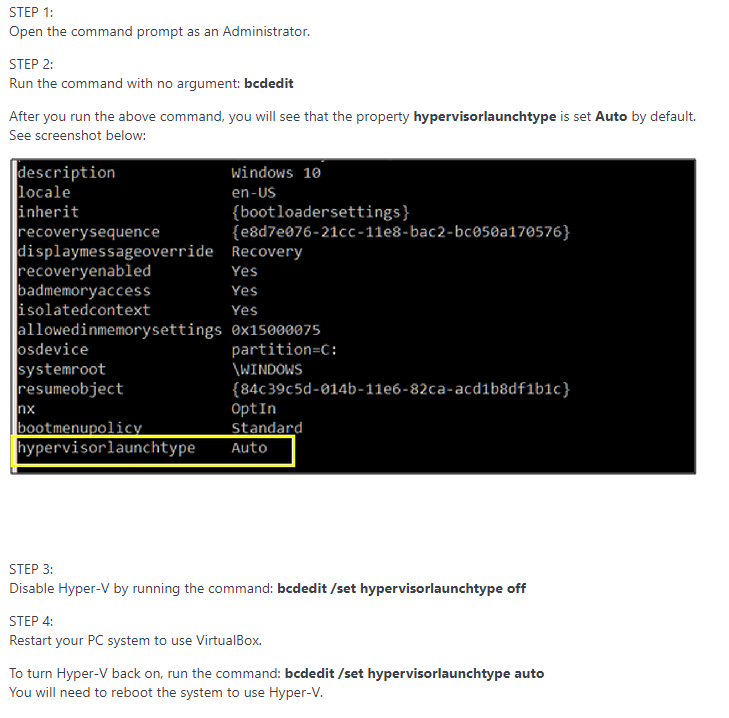 STEP 1:
Open the command prompt as an Administrator.
STEP 2:
Run the command with no argument: bcdedit
After you run the above command, you will see that the property hypervisorlaunchtype is set Auto by default.
See screenshot below:
description Windows 10
locale en-US
inherit {bootloadersettings}
recoverysequence {e8d7e076-21cc-11e8-bac2-bc050a170576}
displaymessageoverride Recovery
recoveryenabled Yes
badmemoryaccess Yes
isolatedcontext Yes
allowedinmemorysettings 0x15000075
osdevice partition=C:
systemroot \WINDOWS
resumeobject {84c39c5d-014b-11e6-82ca-acd1b8df1b1c}
nx OptIn
bootmenupolicy Standard
hypervisorlaunchtype Auto
STEP 3:
Disable Hyper-V by running the command: bcdedit /set hypervisorlaunchtype off
STEP 4:
Restart your PC system to use VirtualBox.
To turn Hyper-V back on, run the command: bcdedit /set hypervisorlaunchtype auto
You will need to reboot the system to use Hyper-V.